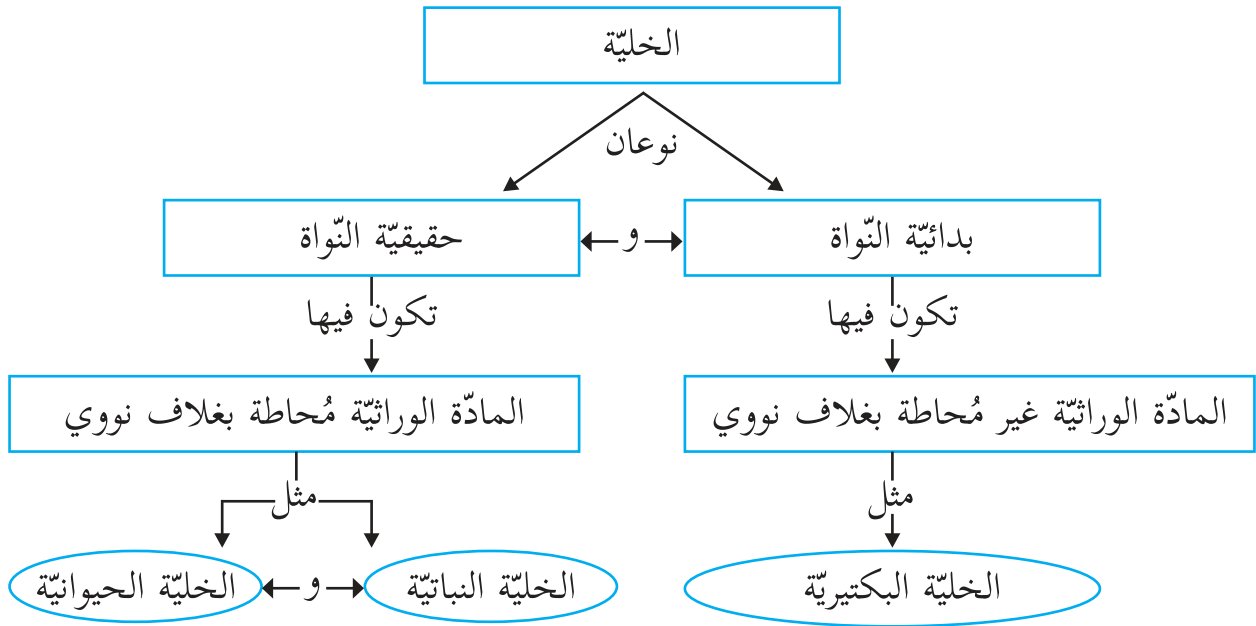 الخليّة
نوعان
بدائيّة النّواة
و
حقيقيّة النّواة
تكون فيها
تكون فيها
المادّة الوراثيّة غير مُحاطة بغلاف نووي
المادّة الوراثيّة مُحاطة بغلاف نووي
مثل
مثل
الخليّة البكتيريّة
الخليّة النباتيّة
و
الخليّة الحيوانيّة